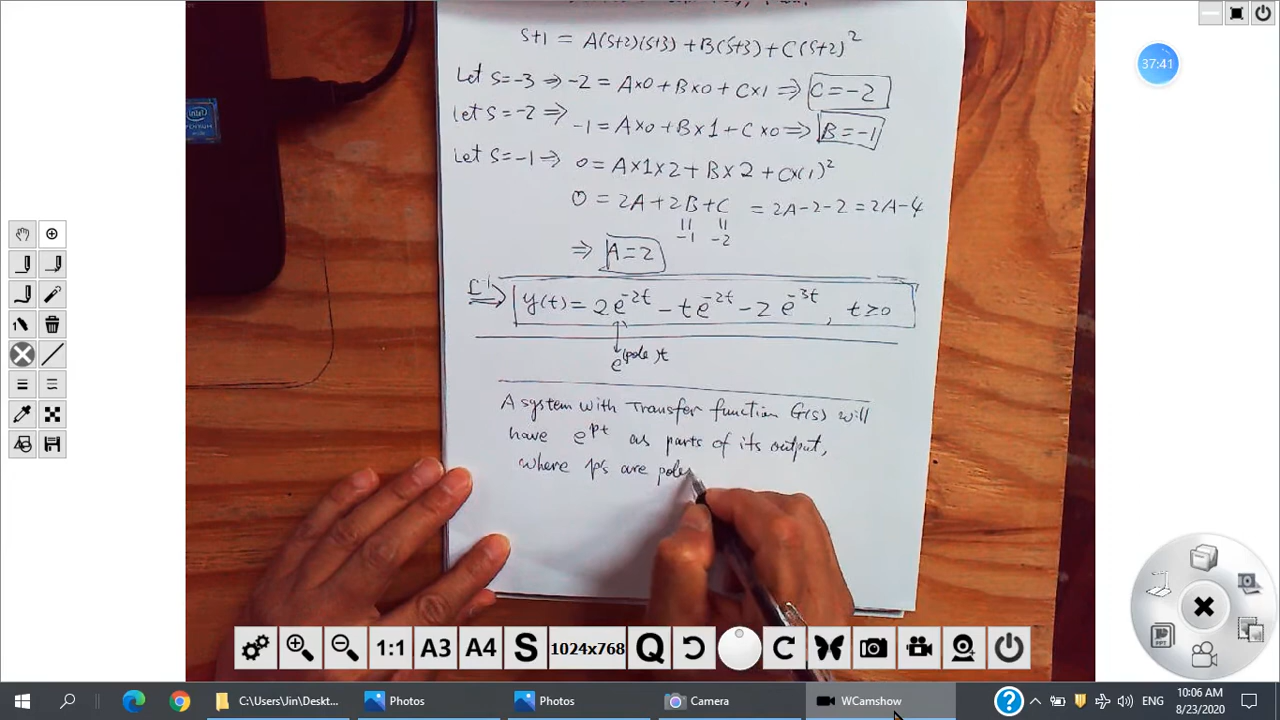 S+1 = A(S+2)(S+3) + B(S+3) + C(S+2)²
Let S=-3 ⇒ -2 = A×0 + B×0 + C×1 ⇒ C = -2
Let S=-2 ⇒ -1 = A×0 + B×1 + C×0 ⇒ B = -1
Let S=-1 ⇒ 0 = A×1×2 + B×2 + C×(1)²
0 = 2A + 2B + C = 2A-2-2 = 2A-4
-1 -2
⇒ A = 2
L⁻¹ ⇒ y(t) = 2e^-2t - te^-2t - 2e^-3t, t≥0
e^(pole)t
A system with Transfer function G(s) will
have e^pt as parts of its output,
where p's are pole
37:41
intel
PENTIUM
PPT
1:1 A3 A4 S 1024x768 Q
C:\Users\Jin\Deskt... Photos Photos Camera WCamshow ENG 10:06 AM
8/23/2020